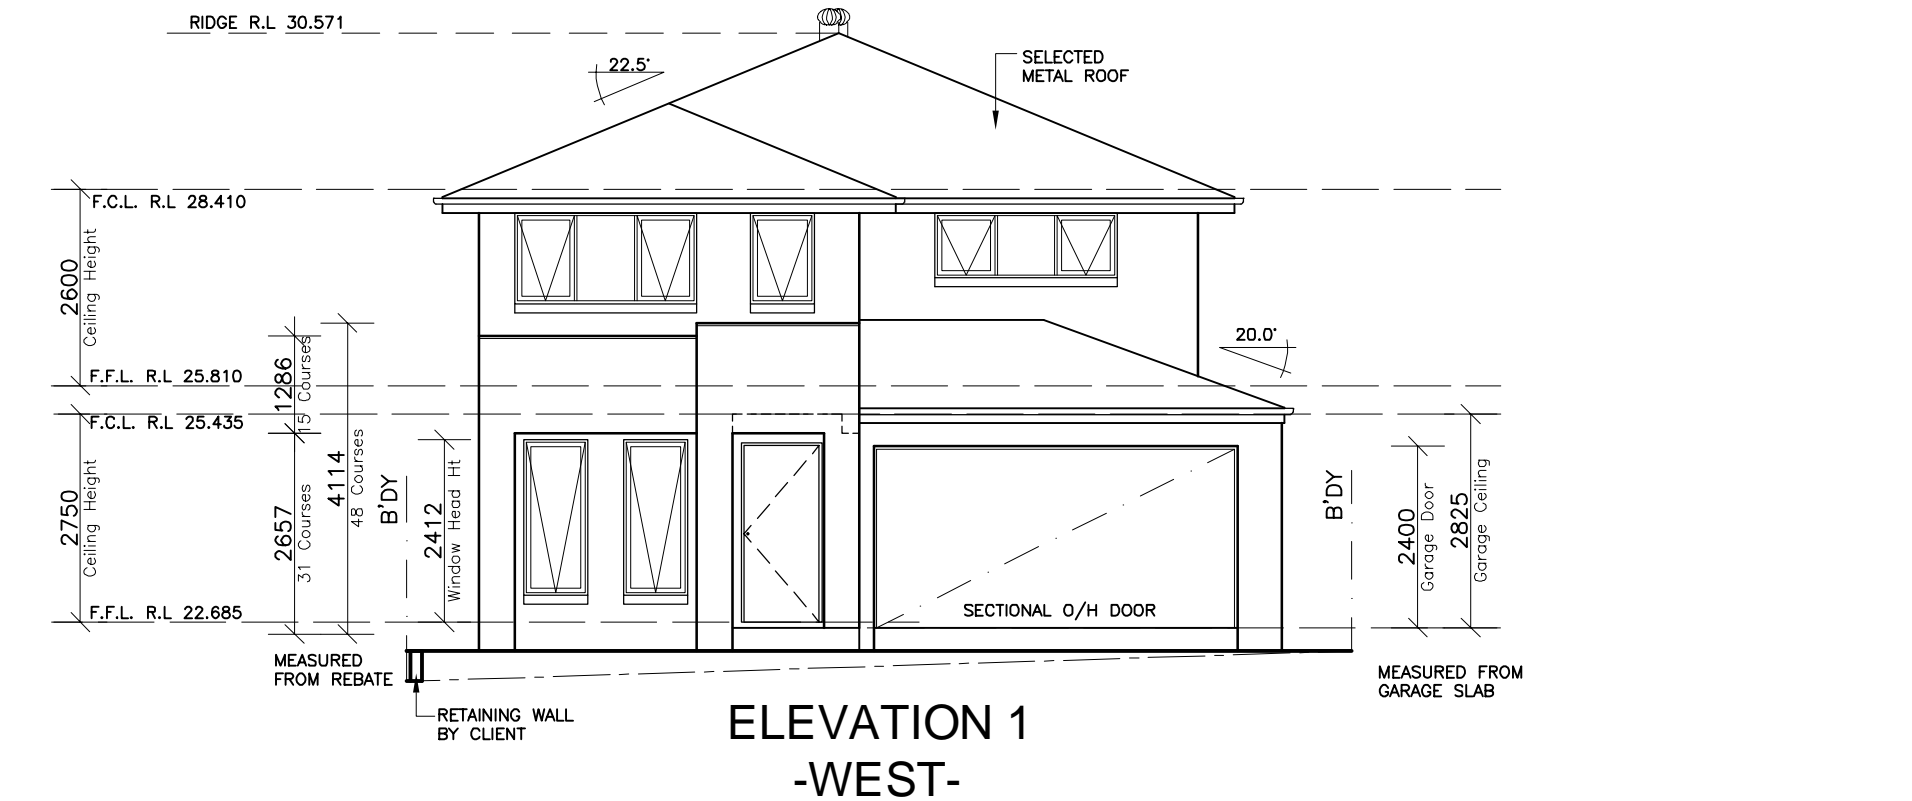 RIDGE R.L 30.571
22.5°
SELECTED
METAL ROOF
F.C.L. R.L 28.410
2600
Ceiling Height
F.F.L. R.L 25.810
20.0°
F.C.L. R.L 25.435
1286
15 Courses
4114
48 Courses
2657
31 Courses
2750
Ceiling Height
B'DY
2412
Window Head Ht
F.F.L. R.L 22.685
SECTIONAL O/H DOOR
B'DY
2400
Garage Door
2825
Garage Ceiling
MEASURED
FROM REBATE
MEASURED FROM
GARAGE SLAB
RETAINING WALL
BY CLIENT
ELEVATION 1
-WEST-